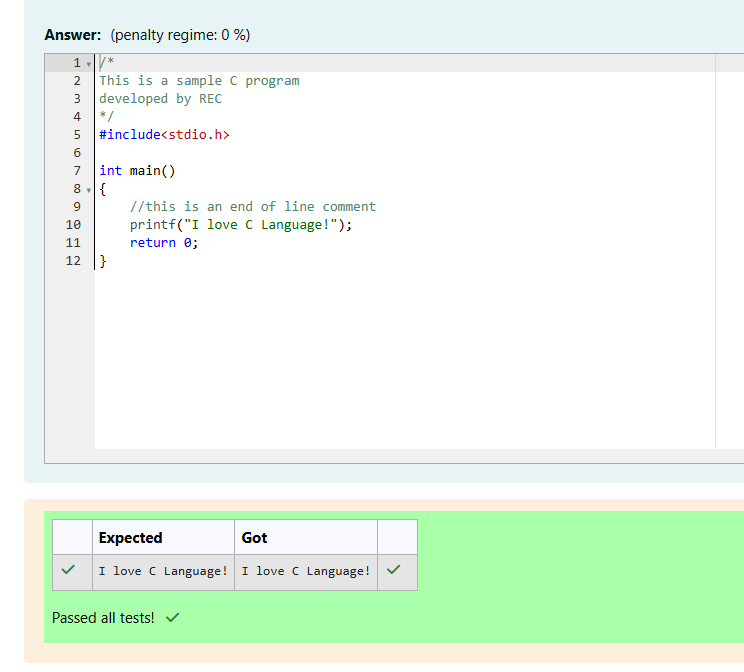 Answer: (penalty regime: 0 %)
1 /*
2 This is a sample C program
3 developed by REC
4 */
5 #include<stdio.h>
6
7 int main()
8 {
9 //this is an end of line comment
10 printf("I love C Language!");
11 return 0;
12 }
Expected Got
I love C Language! I love C Language!
Passed all tests!